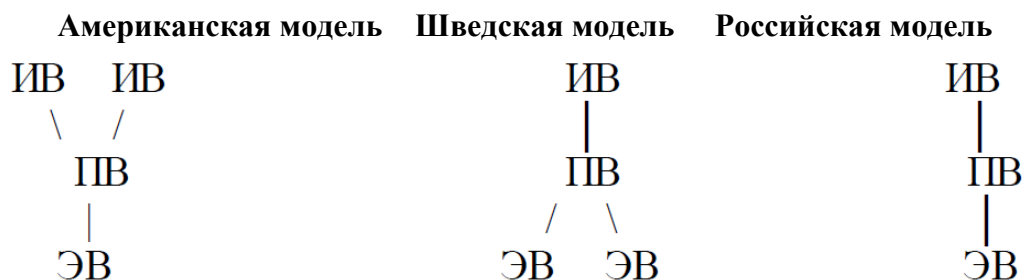 Американская модель Шведская модель Российская модель
ИВ ИВ ИВ ИВ
ПВ ПВ ПВ
ЭВ ЭВ ЭВ ЭВ